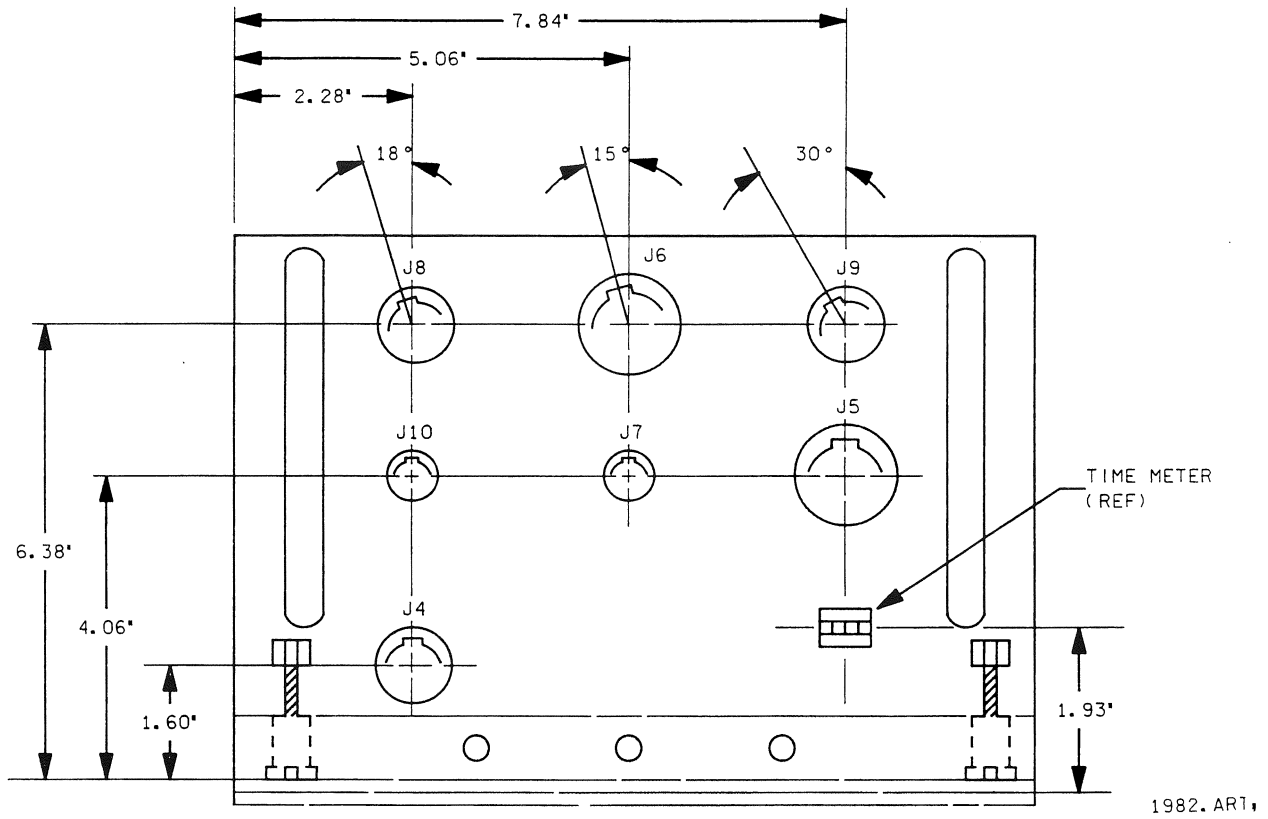 7.84"
5.06"
2.28"
18°
15°
30°
J8
J6
J9
J10
J7
J5
TIME METER
(REF)
6.38"
4.06"
J4
1.60"
1.93"
1982.ART,